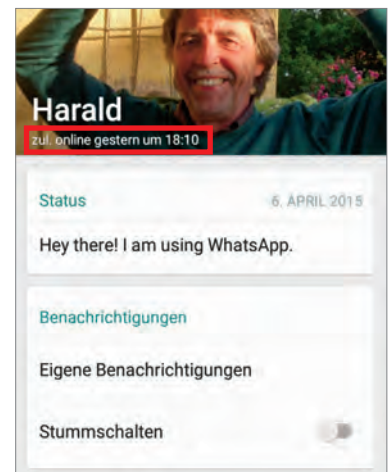 Harald
zul. online gestern um 18:10
Status 6. APRIL 2015
Hey there! I am using WhatsApp.
Benachrichtigungen
Eigene Benachrichtigungen
Stummschalten